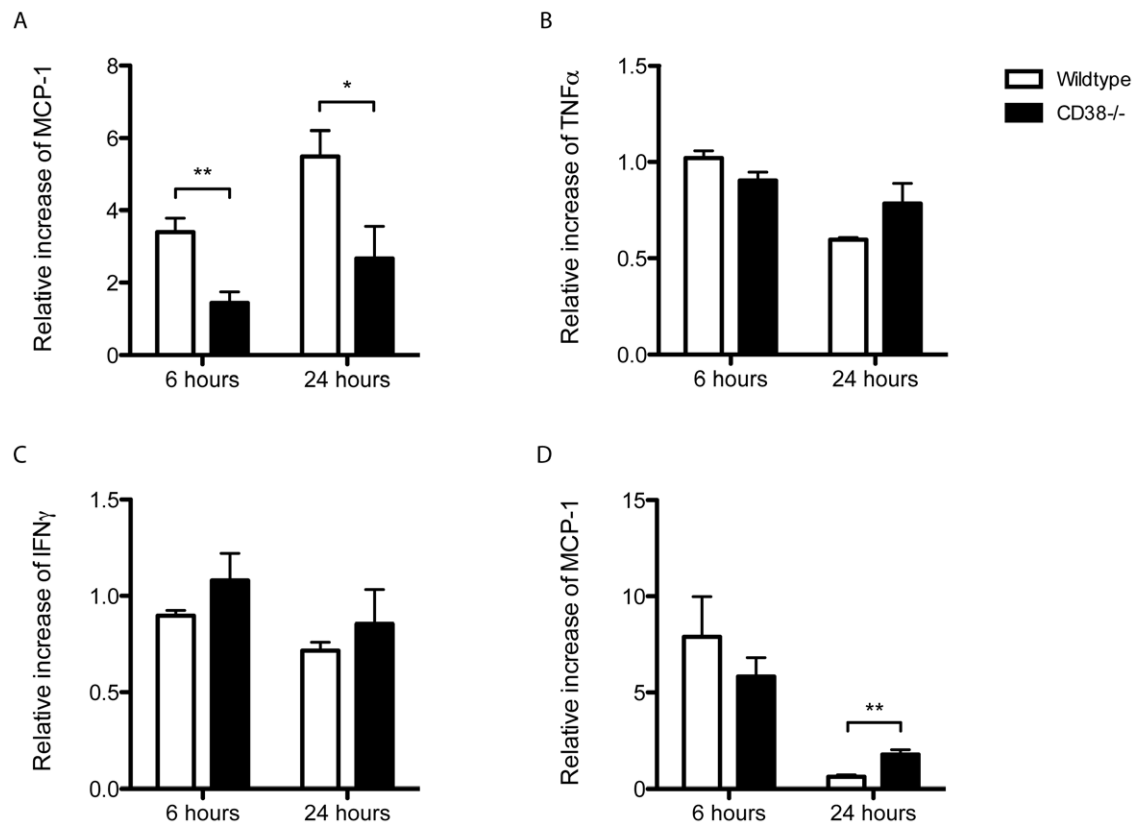 A
Relative increase of MCP-1
8
6
4
2
0
**
*
6 hours
24 hours
B
Relative increase of TNFα
1.5
1.0
0.5
0.0
6 hours
24 hours
Wildtype
CD38-/-
C
Relative increase of IFNγ
1.5
1.0
0.5
0.0
6 hours
24 hours
D
Relative increase of MCP-1
15
10
5
0
**
6 hours
24 hours